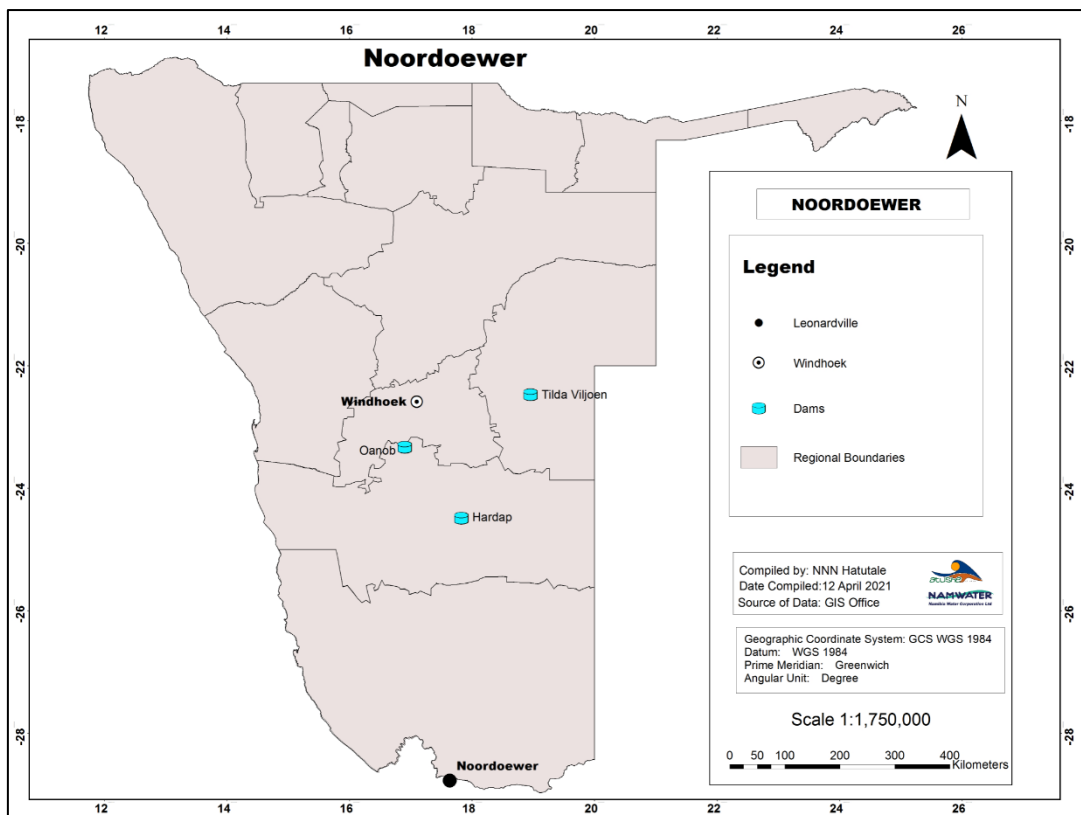 12 14 16 18 20 22 24 26
Noordoewer
-18 -18
N
NOORDOEWER
-20 -20
Legend
Leonardville
-22 -22
Windhoek
Windhoek
Tilda Viljoen
Dams
Oanob
Regional Boundaries
-24 -24
Hardap
Compiled by: NNN Hatutale
Date Compiled:12 April 2021
Source of Data: GIS Office
NAMWATER
Namibia Water Corporation Ltd
-26 -26
Geographic Coordinate System: GCS WGS 1984
Datum: WGS 1984
Prime Meridian: Greenwich
Angular Unit: Degree
Scale 1:1,750,000
-28 -28
0 50 100 200 300 400
Kilometers
Noordoewer
12 14 16 18 20 22 24 26